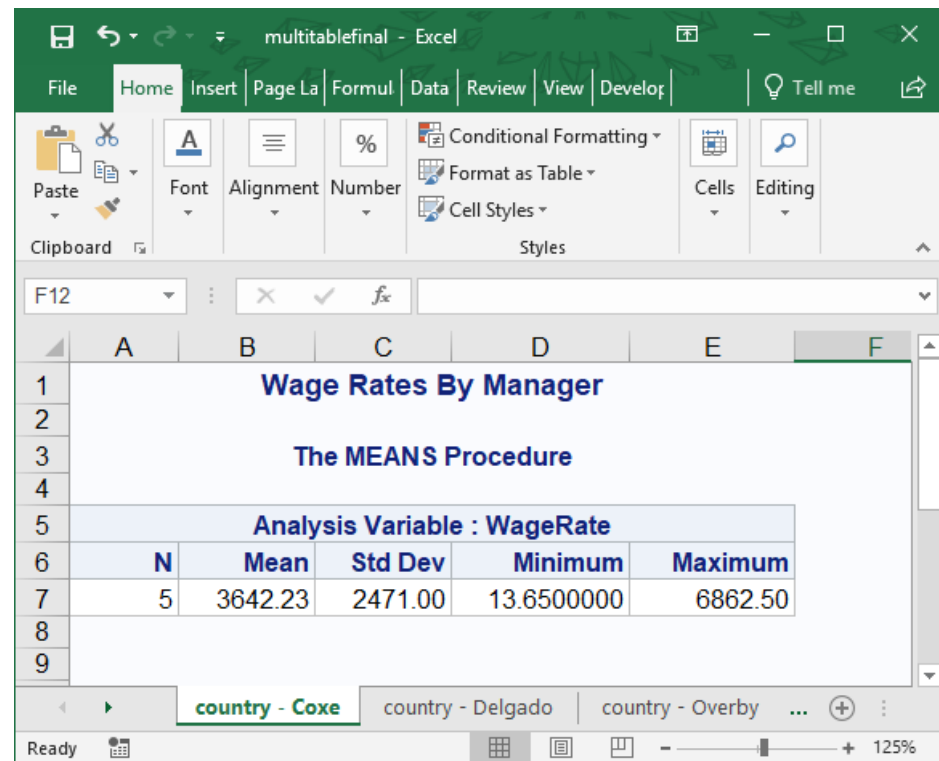 multitablefinal - Excel
File Home Insert Page La Formul Data Review View Develop Tell me
Paste Font Alignment Number Conditional Formatting Format as Table Cell Styles Cells Editing
Clipboard Styles
F12 fx
A B C D E F
1 Wage Rates By Manager
2
3 The MEANS Procedure
4
5 Analysis Variable : WageRate
6 N Mean Std Dev Minimum Maximum
7 5 3642.23 2471.00 13.6500000 6862.50
8
9
country - Coxe country - Delgado country - Overby ...
Ready 125%